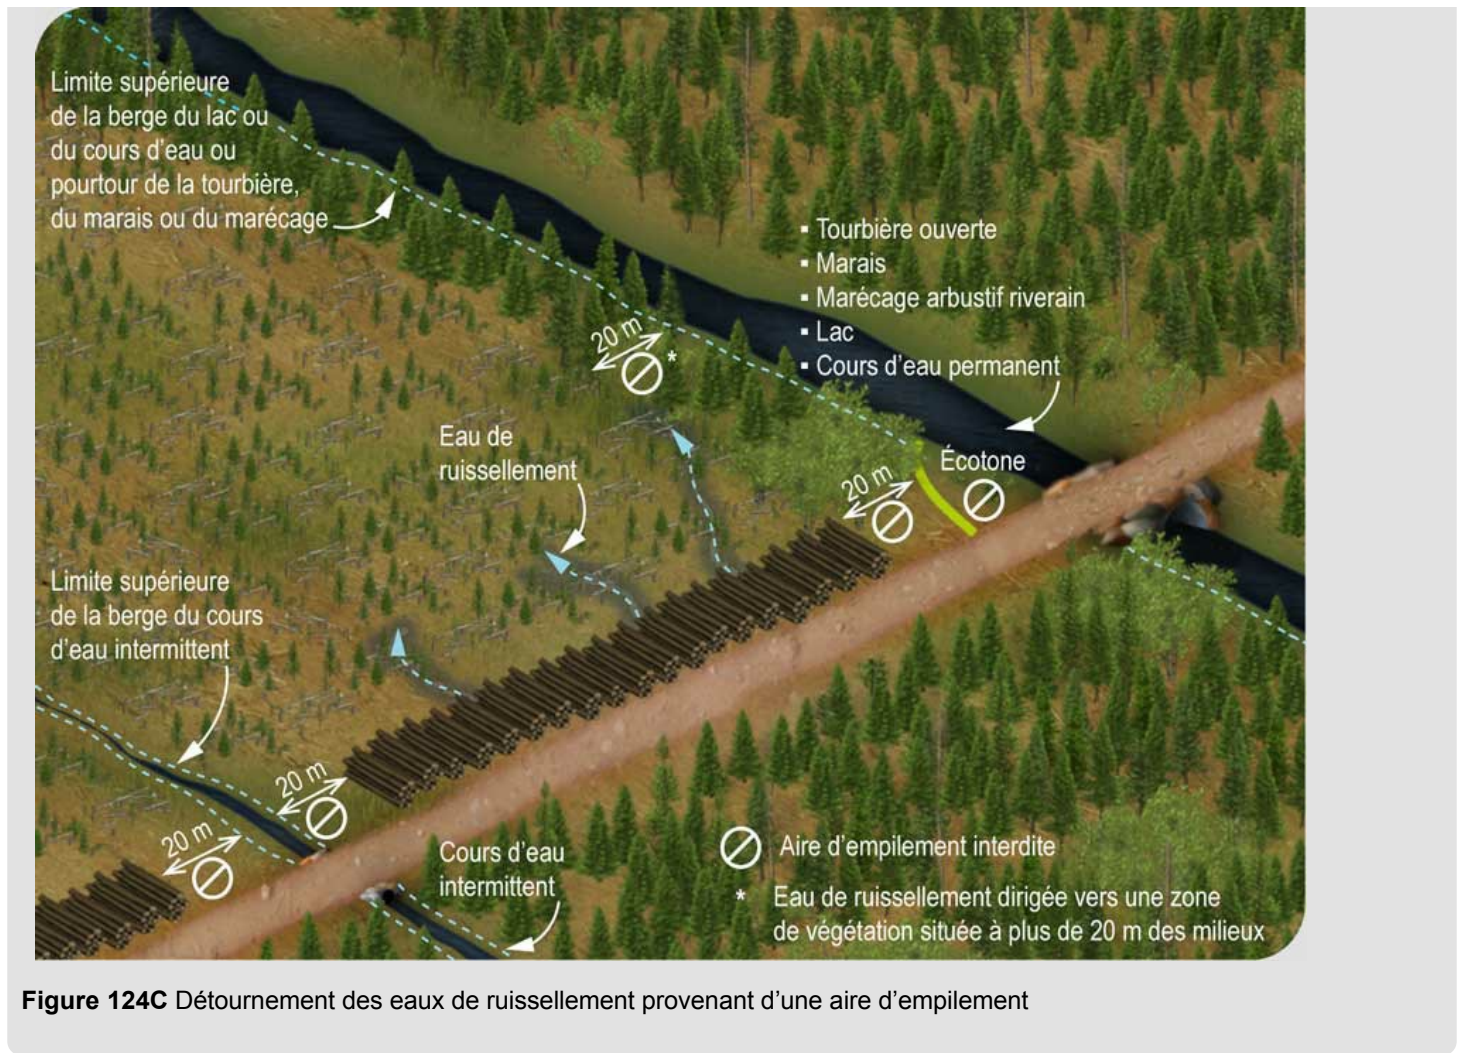 Limite supérieure
de la berge du lac ou
du cours d'eau ou
pourtour de la tourbière,
du marais ou du marécage
▪ Tourbière ouverte
▪ Marais
▪ Marécage arbustif riverain
▪ Lac
▪ Cours d'eau permanent
20 m
*
Eau de
ruissellement
Écotone
20 m
Limite supérieure
de la berge du cours
d'eau intermittent
20 m
20 m
Cours d'eau
intermittent
Aire d'empilement interdite
* Eau de ruissellement dirigée vers une zone
de végétation située à plus de 20 m des milieux
Figure 124C Détournement des eaux de ruissellement provenant d'une aire d'empilement